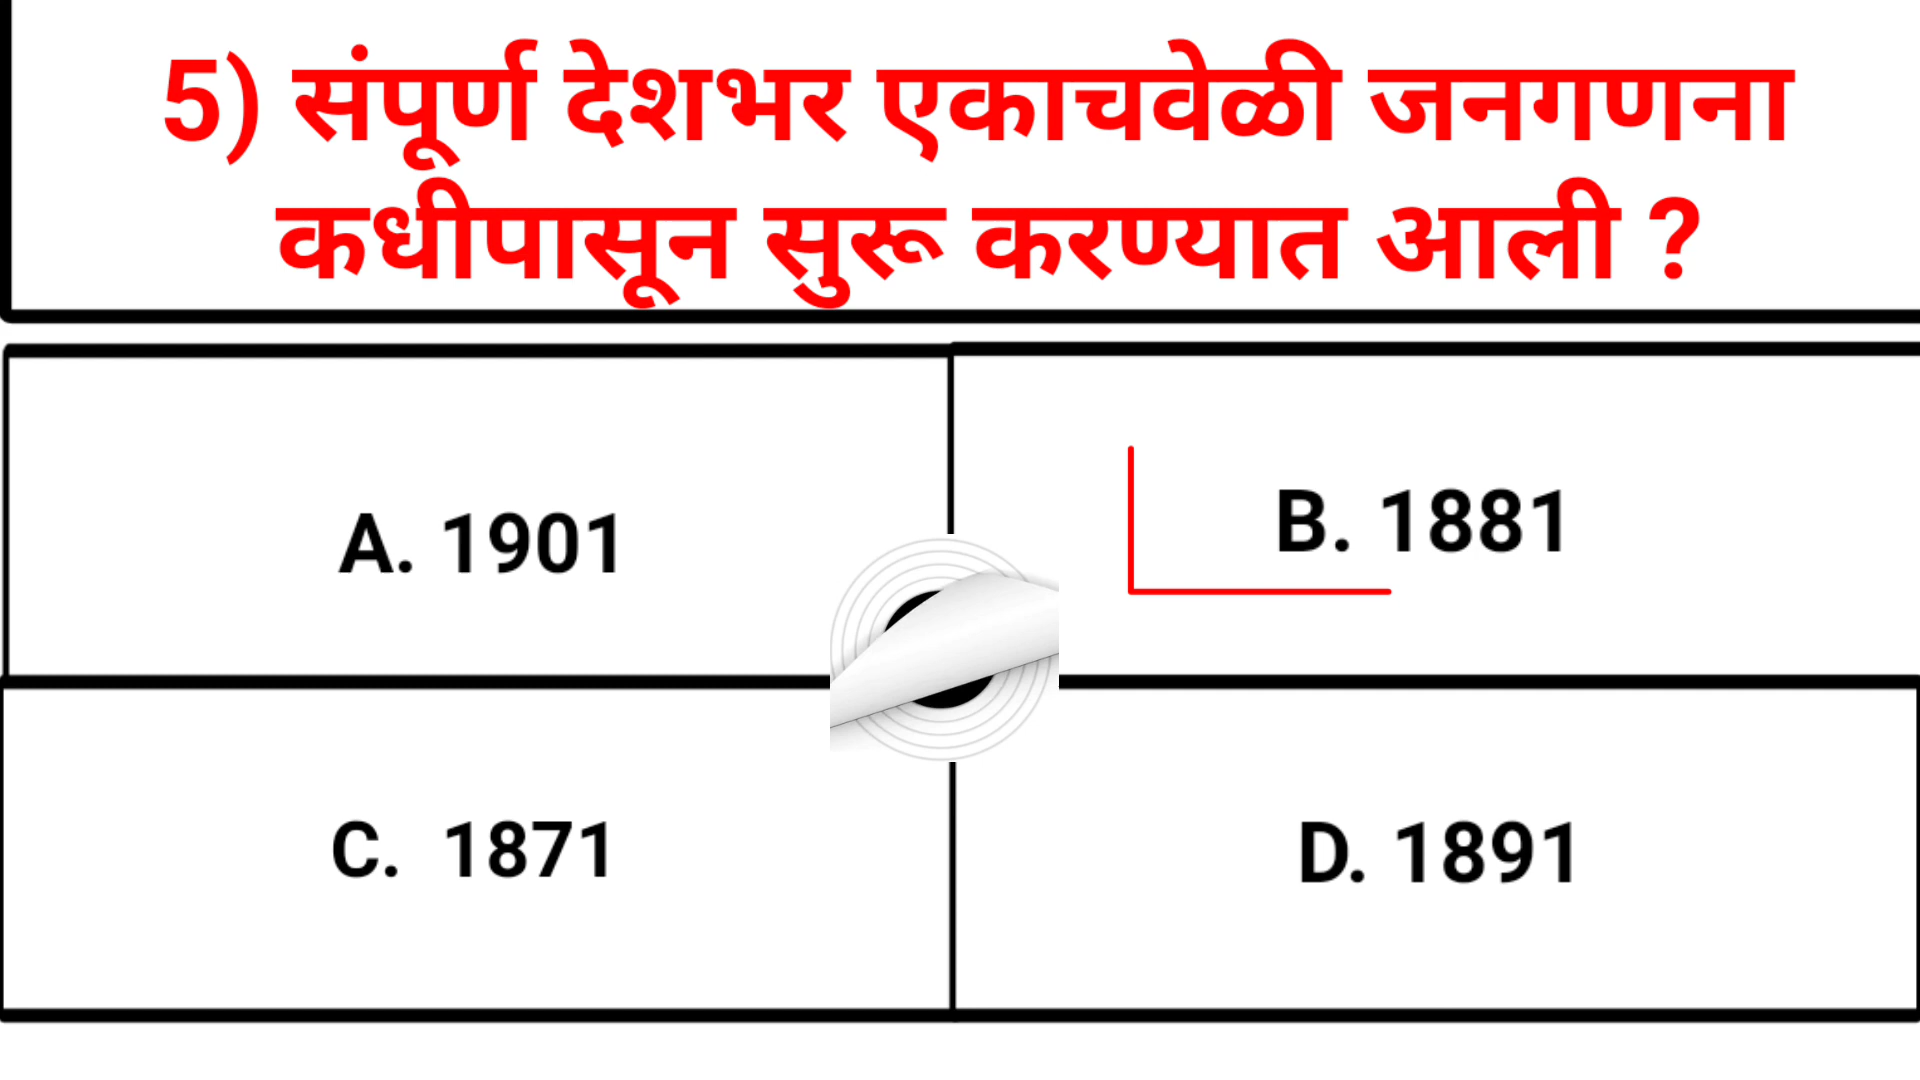 5) संपूर्ण देशभर एकाचवेळी जनगणना
कधीपासून सुरू करण्यात आली ?
A. 1901
B. 1881
C. 1871
D. 1891